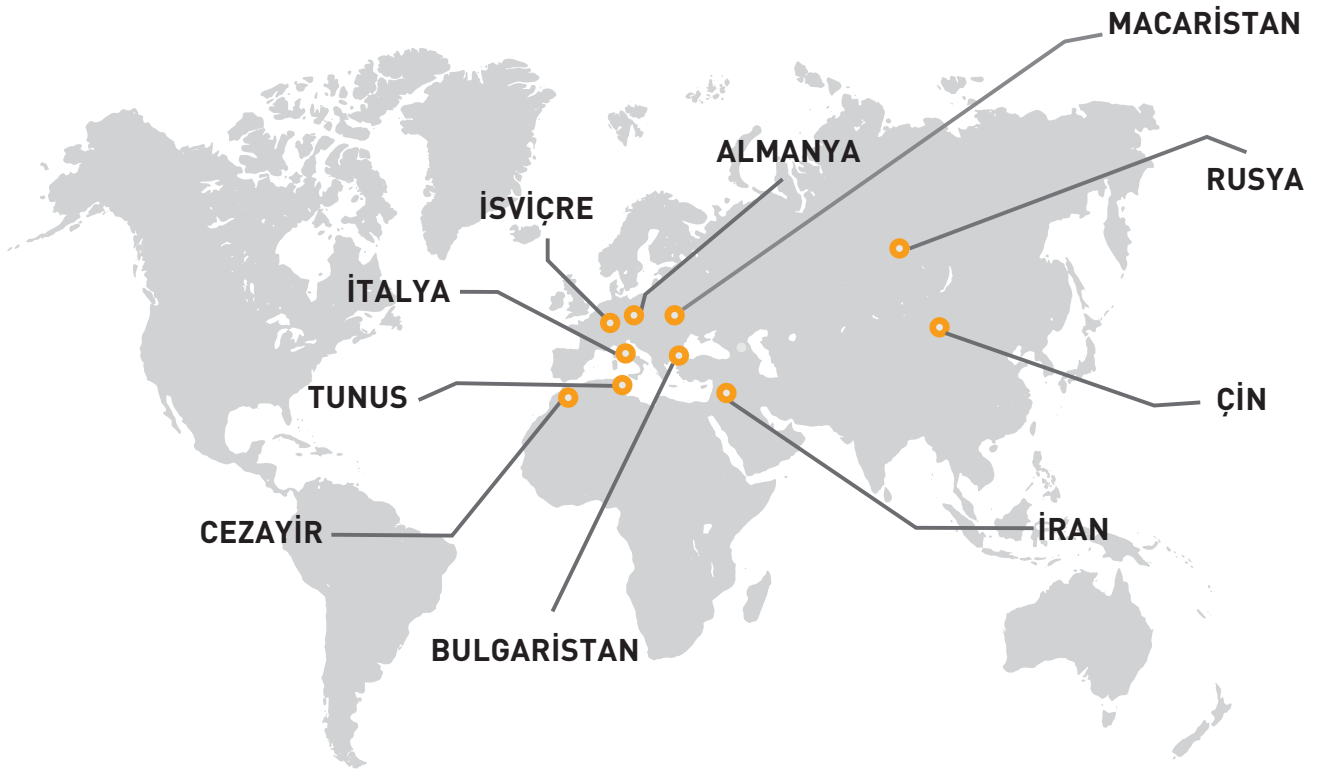 MACARİSTAN
ALMANYA
RUSYA
İSVİÇRE
İTALYA
TUNUS
ÇİN
CEZAYİR
İRAN
BULGARİSTAN